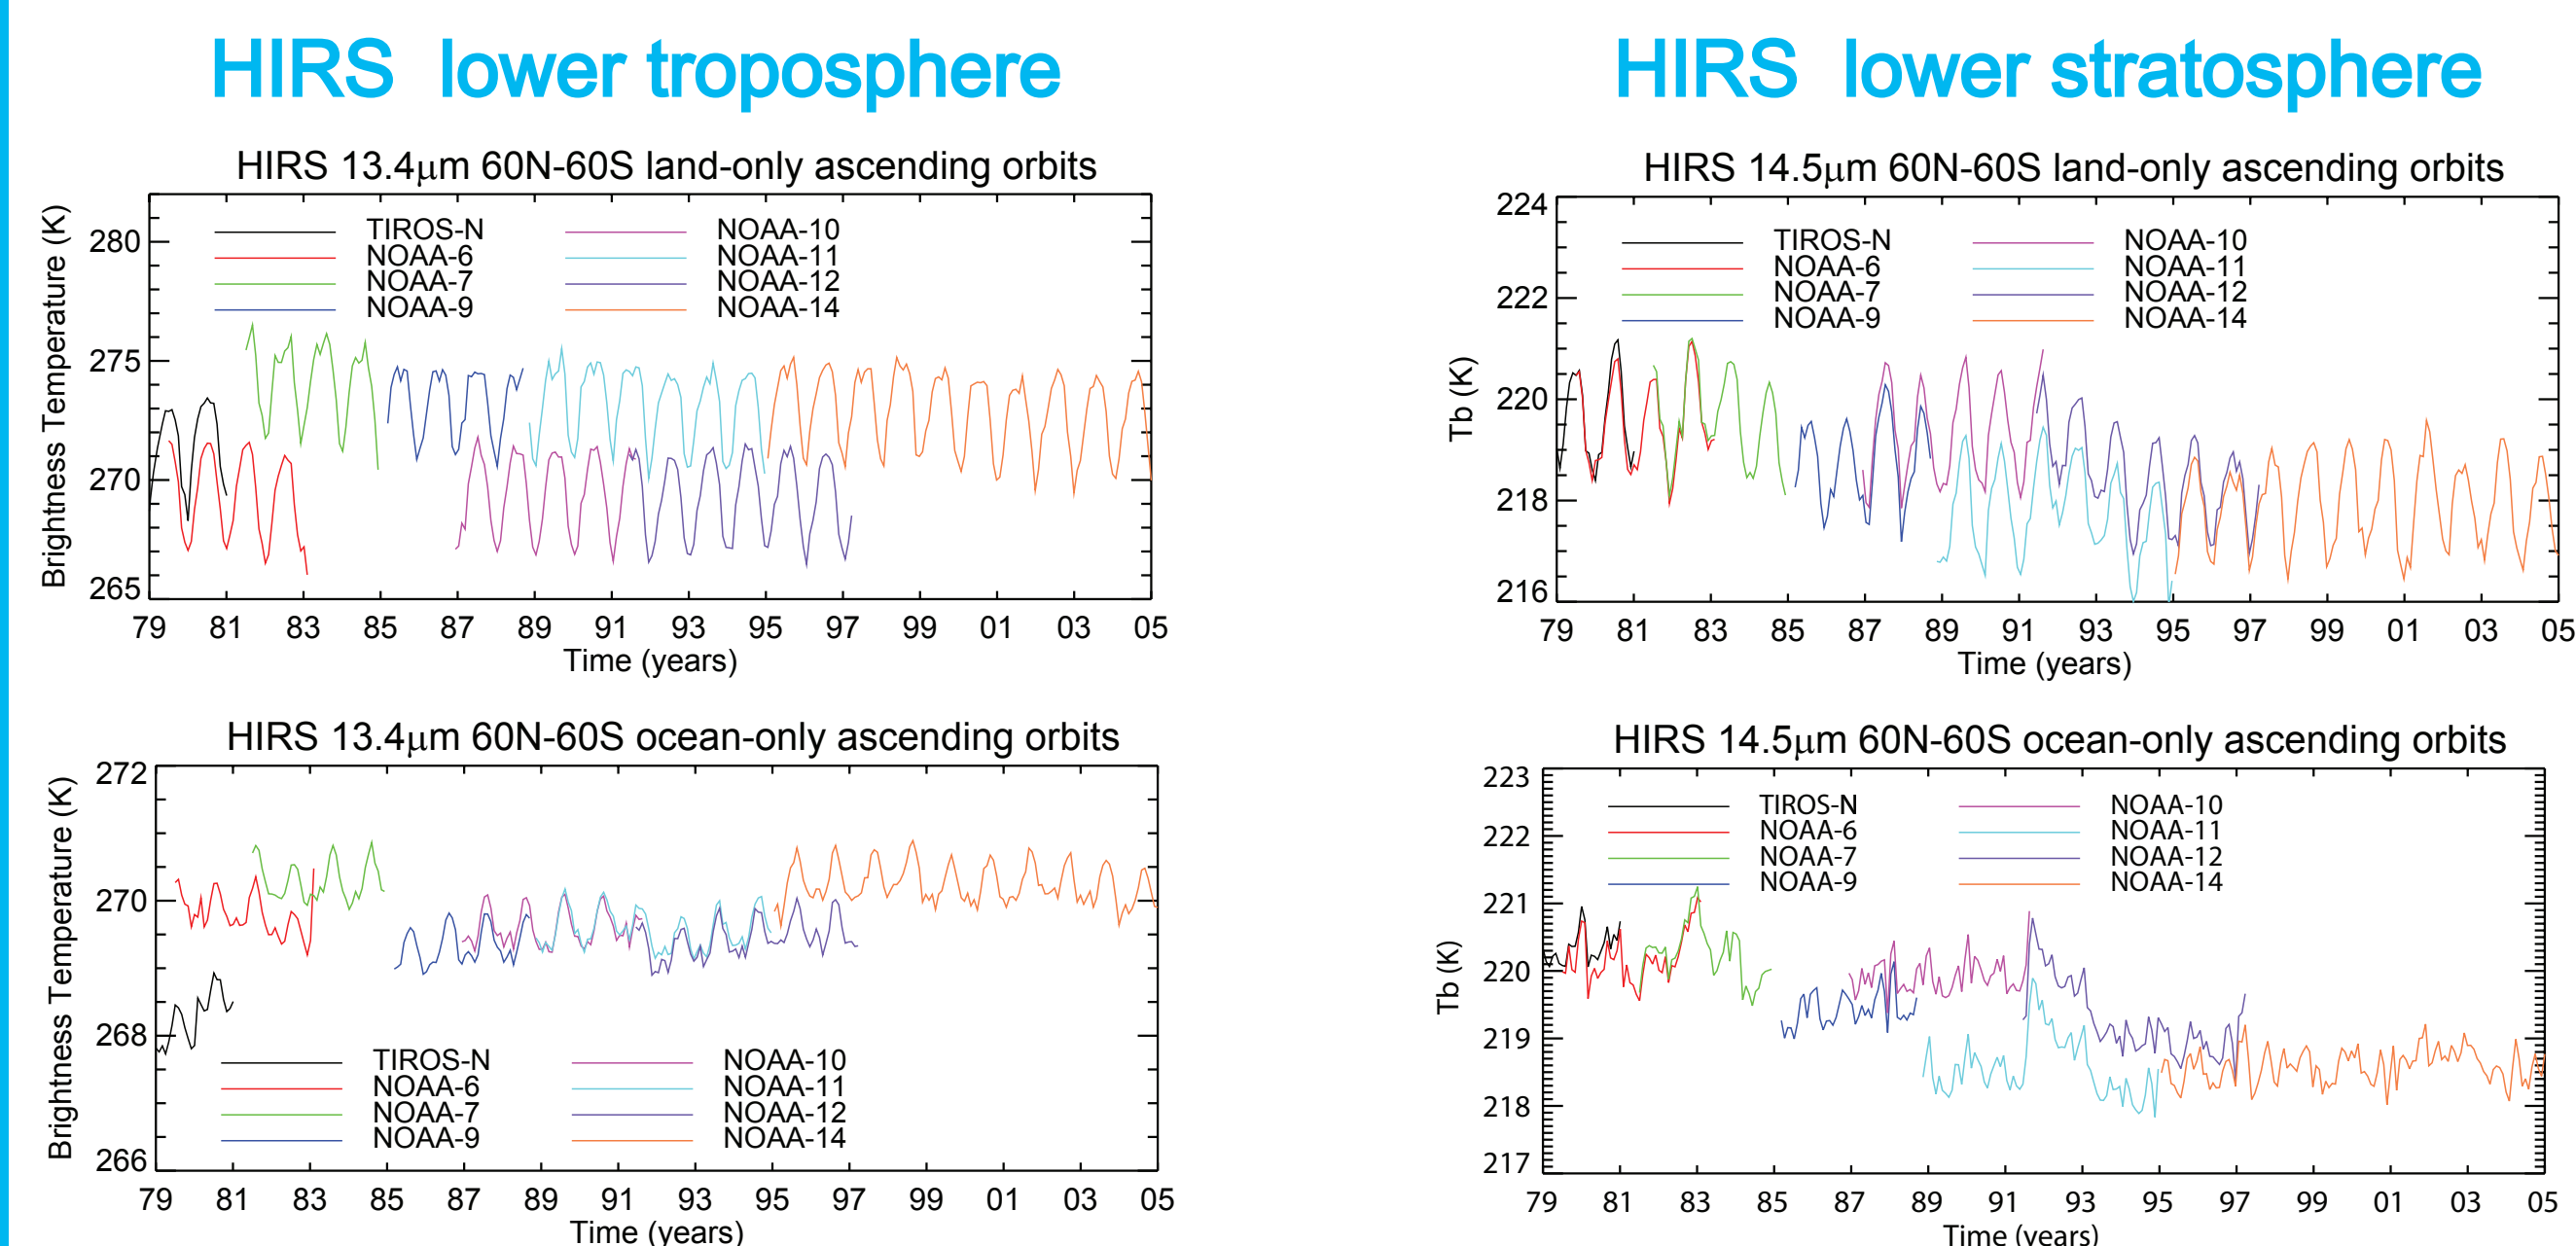 HIRS lower troposphere
HIRS 13.4μm 60N-60S land-only ascending orbits
Brightness Temperature (K)
280
275
270
265
TIROS-N
NOAA-6
NOAA-7
NOAA-9
NOAA-10
NOAA-11
NOAA-12
NOAA-14
79 81 83 85 87 89 91 93 95 97 99 01 03 05
Time (years)
HIRS 13.4μm 60N-60S ocean-only ascending orbits
Brightness Temperature (K)
272
270
268
266
TIROS-N
NOAA-6
NOAA-7
NOAA-9
NOAA-10
NOAA-11
NOAA-12
NOAA-14
79 81 83 85 87 89 91 93 95 97 99 01 03 05
Time (years)
HIRS lower stratosphere
HIRS 14.5μm 60N-60S land-only ascending orbits
Tb (K)
224
222
220
218
216
TIROS-N
NOAA-6
NOAA-7
NOAA-9
NOAA-10
NOAA-11
NOAA-12
NOAA-14
79 81 83 85 87 89 91 93 95 97 99 01 03 05
Time (years)
HIRS 14.5μm 60N-60S ocean-only ascending orbits
Tb (K)
223
222
221
220
219
218
217
TIROS-N
NOAA-6
NOAA-7
NOAA-9
NOAA-10
NOAA-11
NOAA-12
NOAA-14
79 81 83 85 87 89 91 93 95 97 99 01 03 05
Time (years)